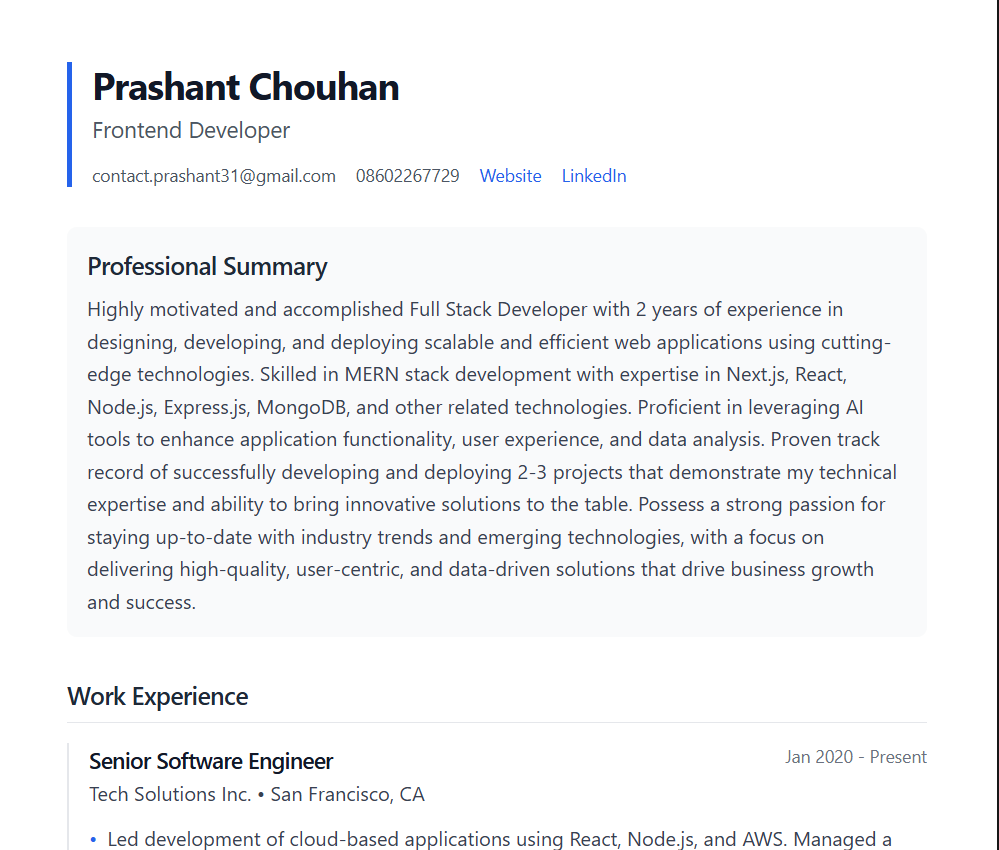 Prashant Chouhan
Frontend Developer
contact.prashant31@gmail.com 08602267729 Website LinkedIn
Professional Summary
Highly motivated and accomplished Full Stack Developer with 2 years of experience in
designing, developing, and deploying scalable and efficient web applications using cutting-
edge technologies. Skilled in MERN stack development with expertise in Next.js, React,
Node.js, Express.js, MongoDB, and other related technologies. Proficient in leveraging AI
tools to enhance application functionality, user experience, and data analysis. Proven track
record of successfully developing and deploying 2-3 projects that demonstrate my technical
expertise and ability to bring innovative solutions to the table. Possess a strong passion for
staying up-to-date with industry trends and emerging technologies, with a focus on
delivering high-quality, user-centric, and data-driven solutions that drive business growth
and success.
Work Experience
Senior Software Engineer Jan 2020 - Present
Tech Solutions Inc. • San Francisco, CA
• Led development of cloud-based applications using React, Node.js, and AWS. Managed a